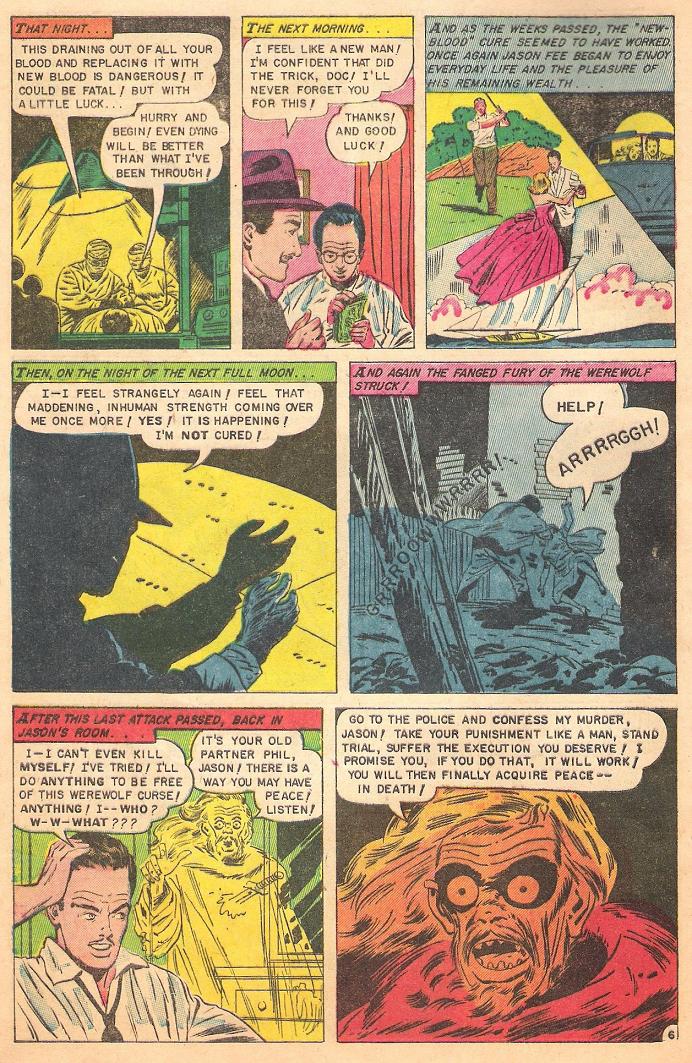 THAT NIGHT...
THIS DRAINING OUT OF ALL YOUR
BLOOD AND REPLACING IT WITH
NEW BLOOD IS DANGEROUS! IT
COULD BE FATAL! BUT WITH
A LITTLE LUCK...
HURRY AND
BEGIN! EVEN DYING
WILL BE BETTER
THAN WHAT I'VE
BEEN THROUGH!
THE NEXT MORNING...
I FEEL LIKE A NEW MAN!
I'M CONFIDENT THAT DID
THE TRICK, DOC! I'LL
NEVER FORGET YOU
FOR THIS!
THANKS!
AND GOOD
LUCK!
AND AS THE WEEKS PASSED, THE "NEW-
BLOOD" CURE SEEMED TO HAVE WORKED.
ONCE AGAIN JASON FEE BEGAN TO ENJOY
EVERYDAY LIFE AND THE PLEASURE OF
HIS REMAINING WEALTH...
THEN, ON THE NIGHT OF THE NEXT FULL MOON...
I--I FEEL STRANGELY AGAIN! FEEL THAT
MADDENING, INHUMAN STRENGTH COMING OVER
ME ONCE MORE! YES! IT IS HAPPENING!
I'M NOT CURED!
AND AGAIN THE FANGED FURY OF THE WEREWOLF
STRUCK!
HELP!
ARRRRGGH!
AFTER THIS LAST ATTACK PASSED, BACK IN
JASON'S ROOM...
I--I CAN'T EVEN KILL
MYSELF! I'VE TRIED! I'LL
DO ANYTHING TO BE FREE
OF THIS WEREWOLF CURSE!
ANYTHING! I--WHO?
W-W-WHAT???
IT'S YOUR OLD
PARTNER PHIL,
JASON! THERE IS A
WAY YOU MAY HAVE
PEACE!
LISTEN!
GO TO THE POLICE AND CONFESS MY MURDER,
JASON! TAKE YOUR PUNISHMENT LIKE A MAN, STAND
TRIAL, SUFFER THE EXECUTION YOU DESERVE! I
PROMISE YOU, IF YOU DO THAT, IT WILL WORK!
YOU WILL THEN FINALLY ACQUIRE PEACE--
IN DEATH!
6